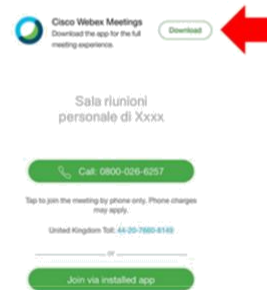 Cisco Webex Meetings
Download the app for the full
meeting experience.
Download
Sala riunioni
personale di Xxxx
Call: 0800-026-6257
Tap to join the meeting by phone only. Phone charges
may apply.
United Kingdom Toll: 44-20-7660-8149
or
Join via installed app